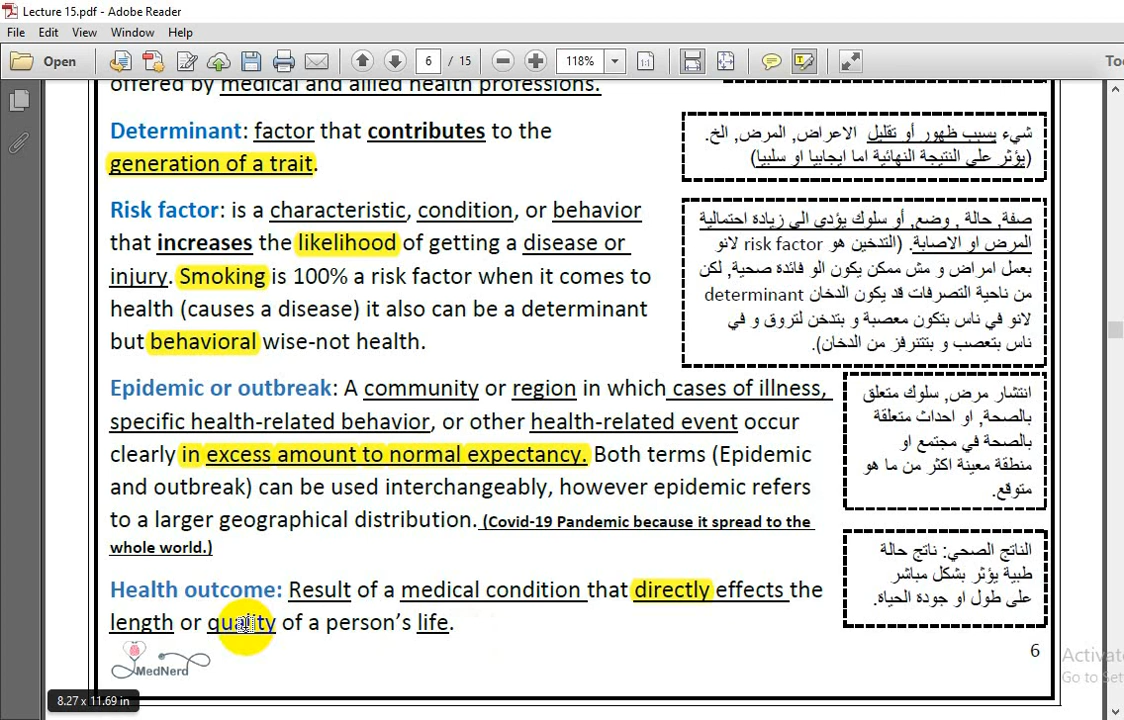 Lecture 15.pdf - Adobe Reader
File Edit View Window Help
Open 6 / 15 118% To
offered by medical and allied health professions.
Determinant: factor that contributes to the
generation of a trait.
شيء يسبب ظهور أو تقليل الاعراض, المرض, الخ.
(يؤثر على النتيجة النهائية اما ايجابيا او سلبيا)
Risk factor: is a characteristic, condition, or behavior
that increases the likelihood of getting a disease or
injury. Smoking is 100% a risk factor when it comes to
health (causes a disease) it also can be a determinant
but behavioral wise-not health.
صفة, حالة , وضع, أو سلوك يؤدي الى زيادة احتمالية
المرض او الاصابة. (التدخين هو risk factor لانو
بعمل امراض و مش ممكن يكون الو فائدة صحية, لكن
من ناحية التصرفات قد يكون الدخان determinant
لانو في ناس بتكون معصبة و بتدخن لتروق و في
ناس بتعصب و بتتنرفز من الدخان).
Epidemic or outbreak: A community or region in which cases of illness,
specific health-related behavior, or other health-related event occur
clearly in excess amount to normal expectancy. Both terms (Epidemic
and outbreak) can be used interchangeably, however epidemic refers
to a larger geographical distribution. (Covid-19 Pandemic because it spread to the
whole world.)
انتشار مرض, سلوك متعلق
بالصحة, او احداث متعلقة
بالصحة في مجتمع او
منطقة معينة اكثر من ما هو
متوقع.
Health outcome: Result of a medical condition that directly effects the
length or quality of a person's life.
الناتج الصحي: ناتج حالة
طبية يؤثر بشكل مباشر
على طول او جودة الحياة.
MedNerd
6
Activat
Go to Set
8.27 x 11.69 in